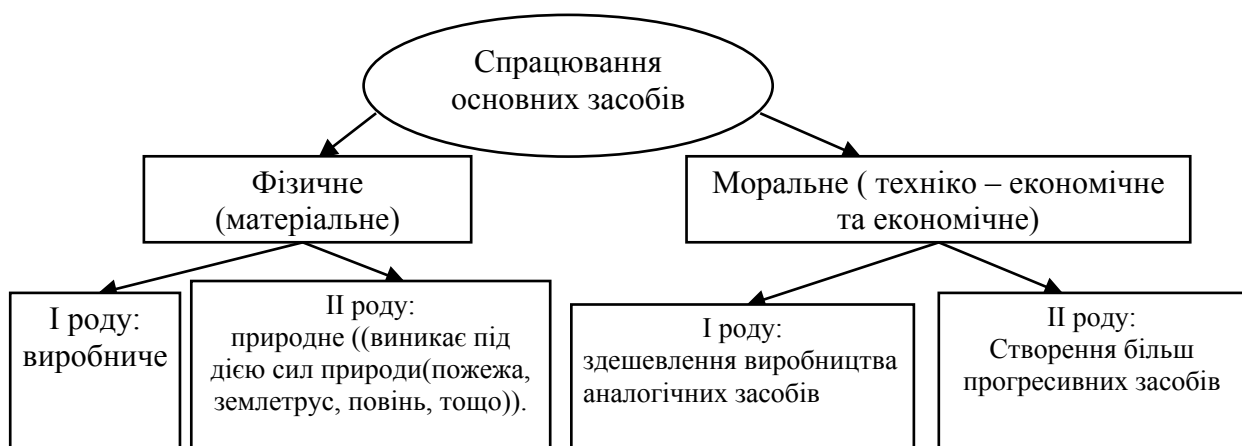 Спрацювання
основних засобів
Фізичне
(матеріальне)
Моральне ( техніко – економічне
та економічне)
І роду:
виробниче
ІІ роду:
природне ((виникає під
дією сил природи(пожежа,
землетрус, повінь, тощо)).
І роду:
здешевлення виробництва
аналогічних засобів
ІІ роду:
Створення більш
прогресивних засобів